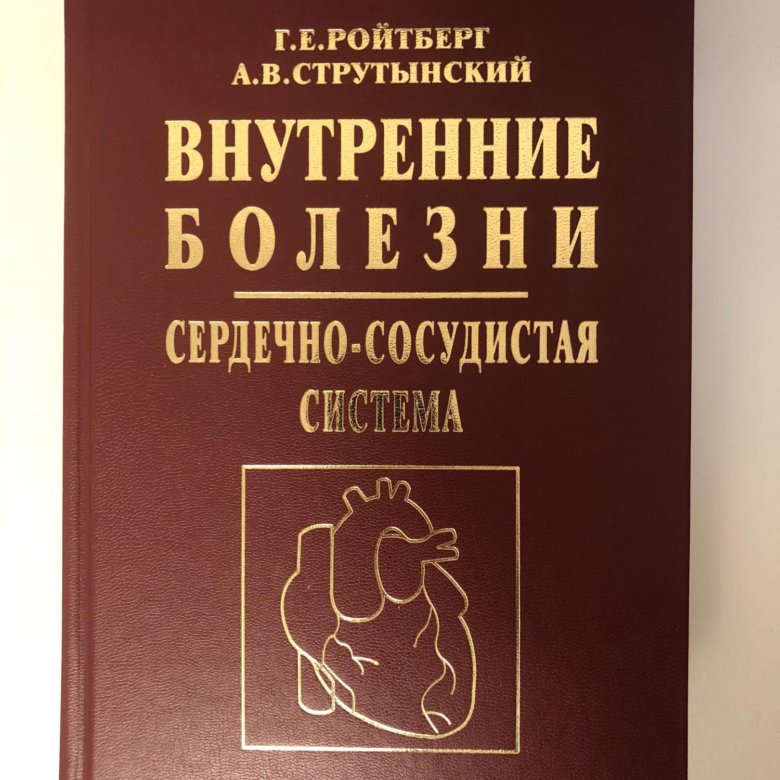 Г.Е.РОЙТБЕРГ
А.В.СТРУТЫНСКИЙ
ВНУТРЕННИЕ
БОЛЕЗНИ
СЕРДЕЧНО-СОСУДИСТАЯ
СИСТЕМА